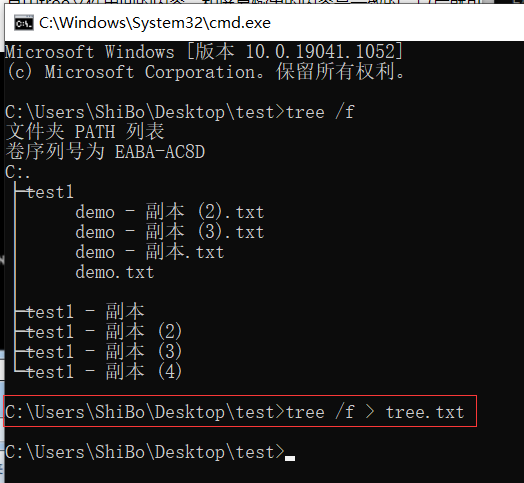 C:\Windows\System32\cmd.exe
Microsoft Windows [版本 10.0.19041.1052]
(c) Microsoft Corporation。保留所有权利。
C:\Users\ShiBo\Desktop\test>tree /f
文件夹 PATH 列表
卷序列号为 EABA-AC8D
C:.
├─test1
│      demo - 副本 (2).txt
│      demo - 副本 (3).txt
│      demo - 副本.txt
│      demo.txt
│
├─test1 - 副本
├─test1 - 副本 (2)
├─test1 - 副本 (3)
└─test1 - 副本 (4)
C:\Users\ShiBo\Desktop\test>tree /f > tree.txt
C:\Users\ShiBo\Desktop\test>